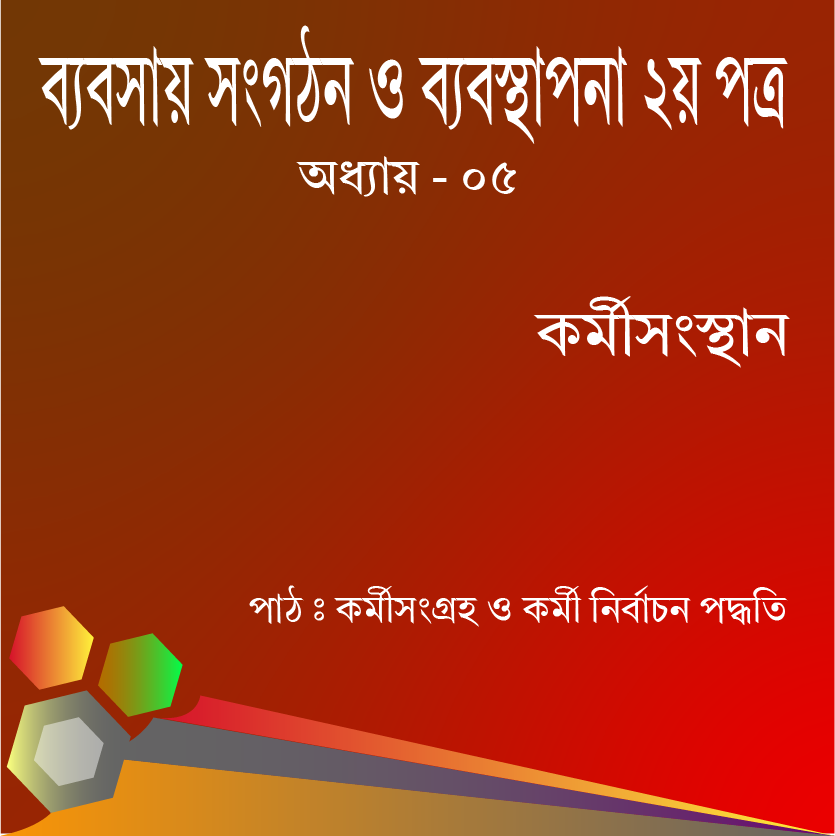 ব্যবসায় সংগঠন ও ব্যবস্থাপনা ২য় পত্র
অধ্যায় - ০৫
কর্মীসংস্থান
পাঠ ঃ কর্মীসংগ্রহ ও কর্মী নির্বাচন পদ্ধতি